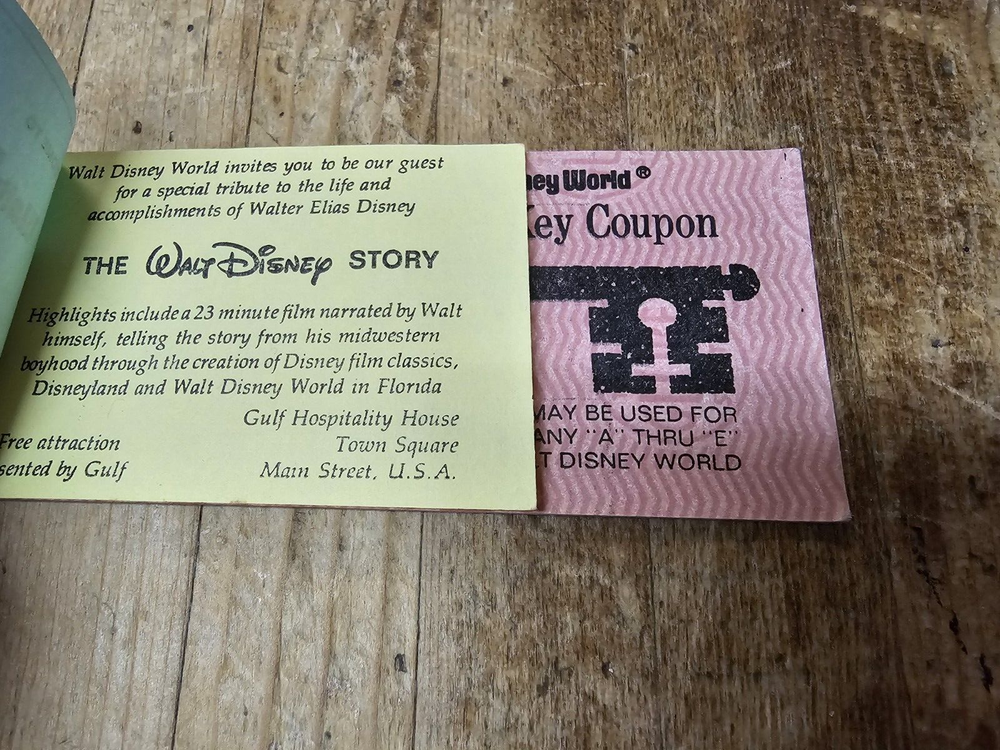 Walt Disney World invites you to be our guest
for a special tribute to the life and
accomplishments of Walter Elias Disney
THE WALT DISNEY STORY
Highlights include a 23 minute film narrated by Walt
himself, telling the story from his midwestern
boyhood through the creation of Disney film classics,
Disneyland and Walt Disney World in Florida
Gulf Hospitality House
Town Square
Main Street, U.S.A.
Free attraction
sented by Gulf
ney World®
Key Coupon
MAY BE USED FOR
ANY "A" THRU "E"
T DISNEY WORLD